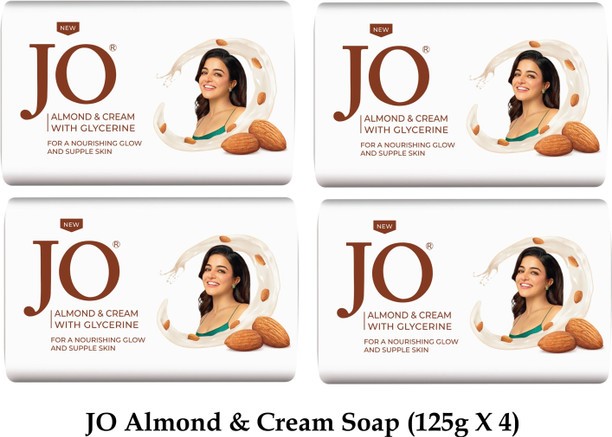 NEW
JO®
ALMOND & CREAM
WITH GLYCERINE
FOR A NOURISHING GLOW
AND SUPPLE SKIN
NEW
JO®
ALMOND & CREAM
WITH GLYCERINE
FOR A NOURISHING GLOW
AND SUPPLE SKIN
NEW
JO®
ALMOND & CREAM
WITH GLYCERINE
FOR A NOURISHING GLOW
AND SUPPLE SKIN
NEW
JO®
ALMOND & CREAM
WITH GLYCERINE
FOR A NOURISHING GLOW
AND SUPPLE SKIN
JO Almond & Cream Soap (125g X 4)